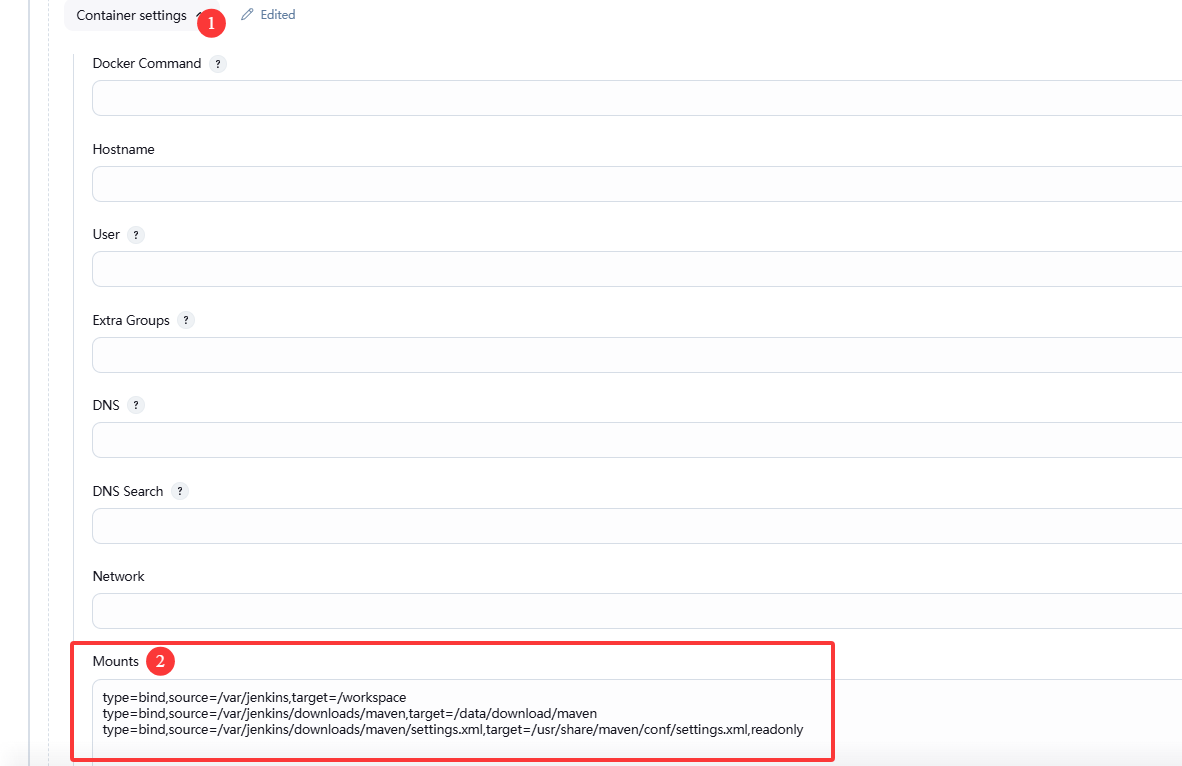 Container settings 1 Edited
Docker Command ?
Hostname
User ?
Extra Groups ?
DNS ?
DNS Search ?
Network
Mounts 2
type=bind,source=/var/jenkins,target=/workspace
type=bind,source=/var/jenkins/downloads/maven,target=/data/download/maven
type=bind,source=/var/jenkins/downloads/maven/settings.xml,target=/usr/share/maven/conf/settings.xml,readonly